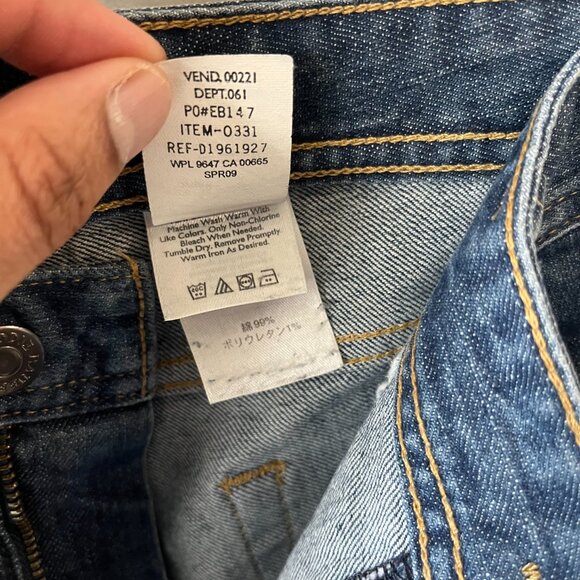 VEND. 00221
DEPT.061
PO#EB147
ITEM-0331
REF-D1961927
WPL 9647 CA 00665
SPR09
Machine Wash Warm With
Like Colors. Only Non-Chlorine
Bleach When Needed.
Tumble Dry, Remove Promptly.
Warm Iron As Desired.
綿 99%
ポリウレタン 1%